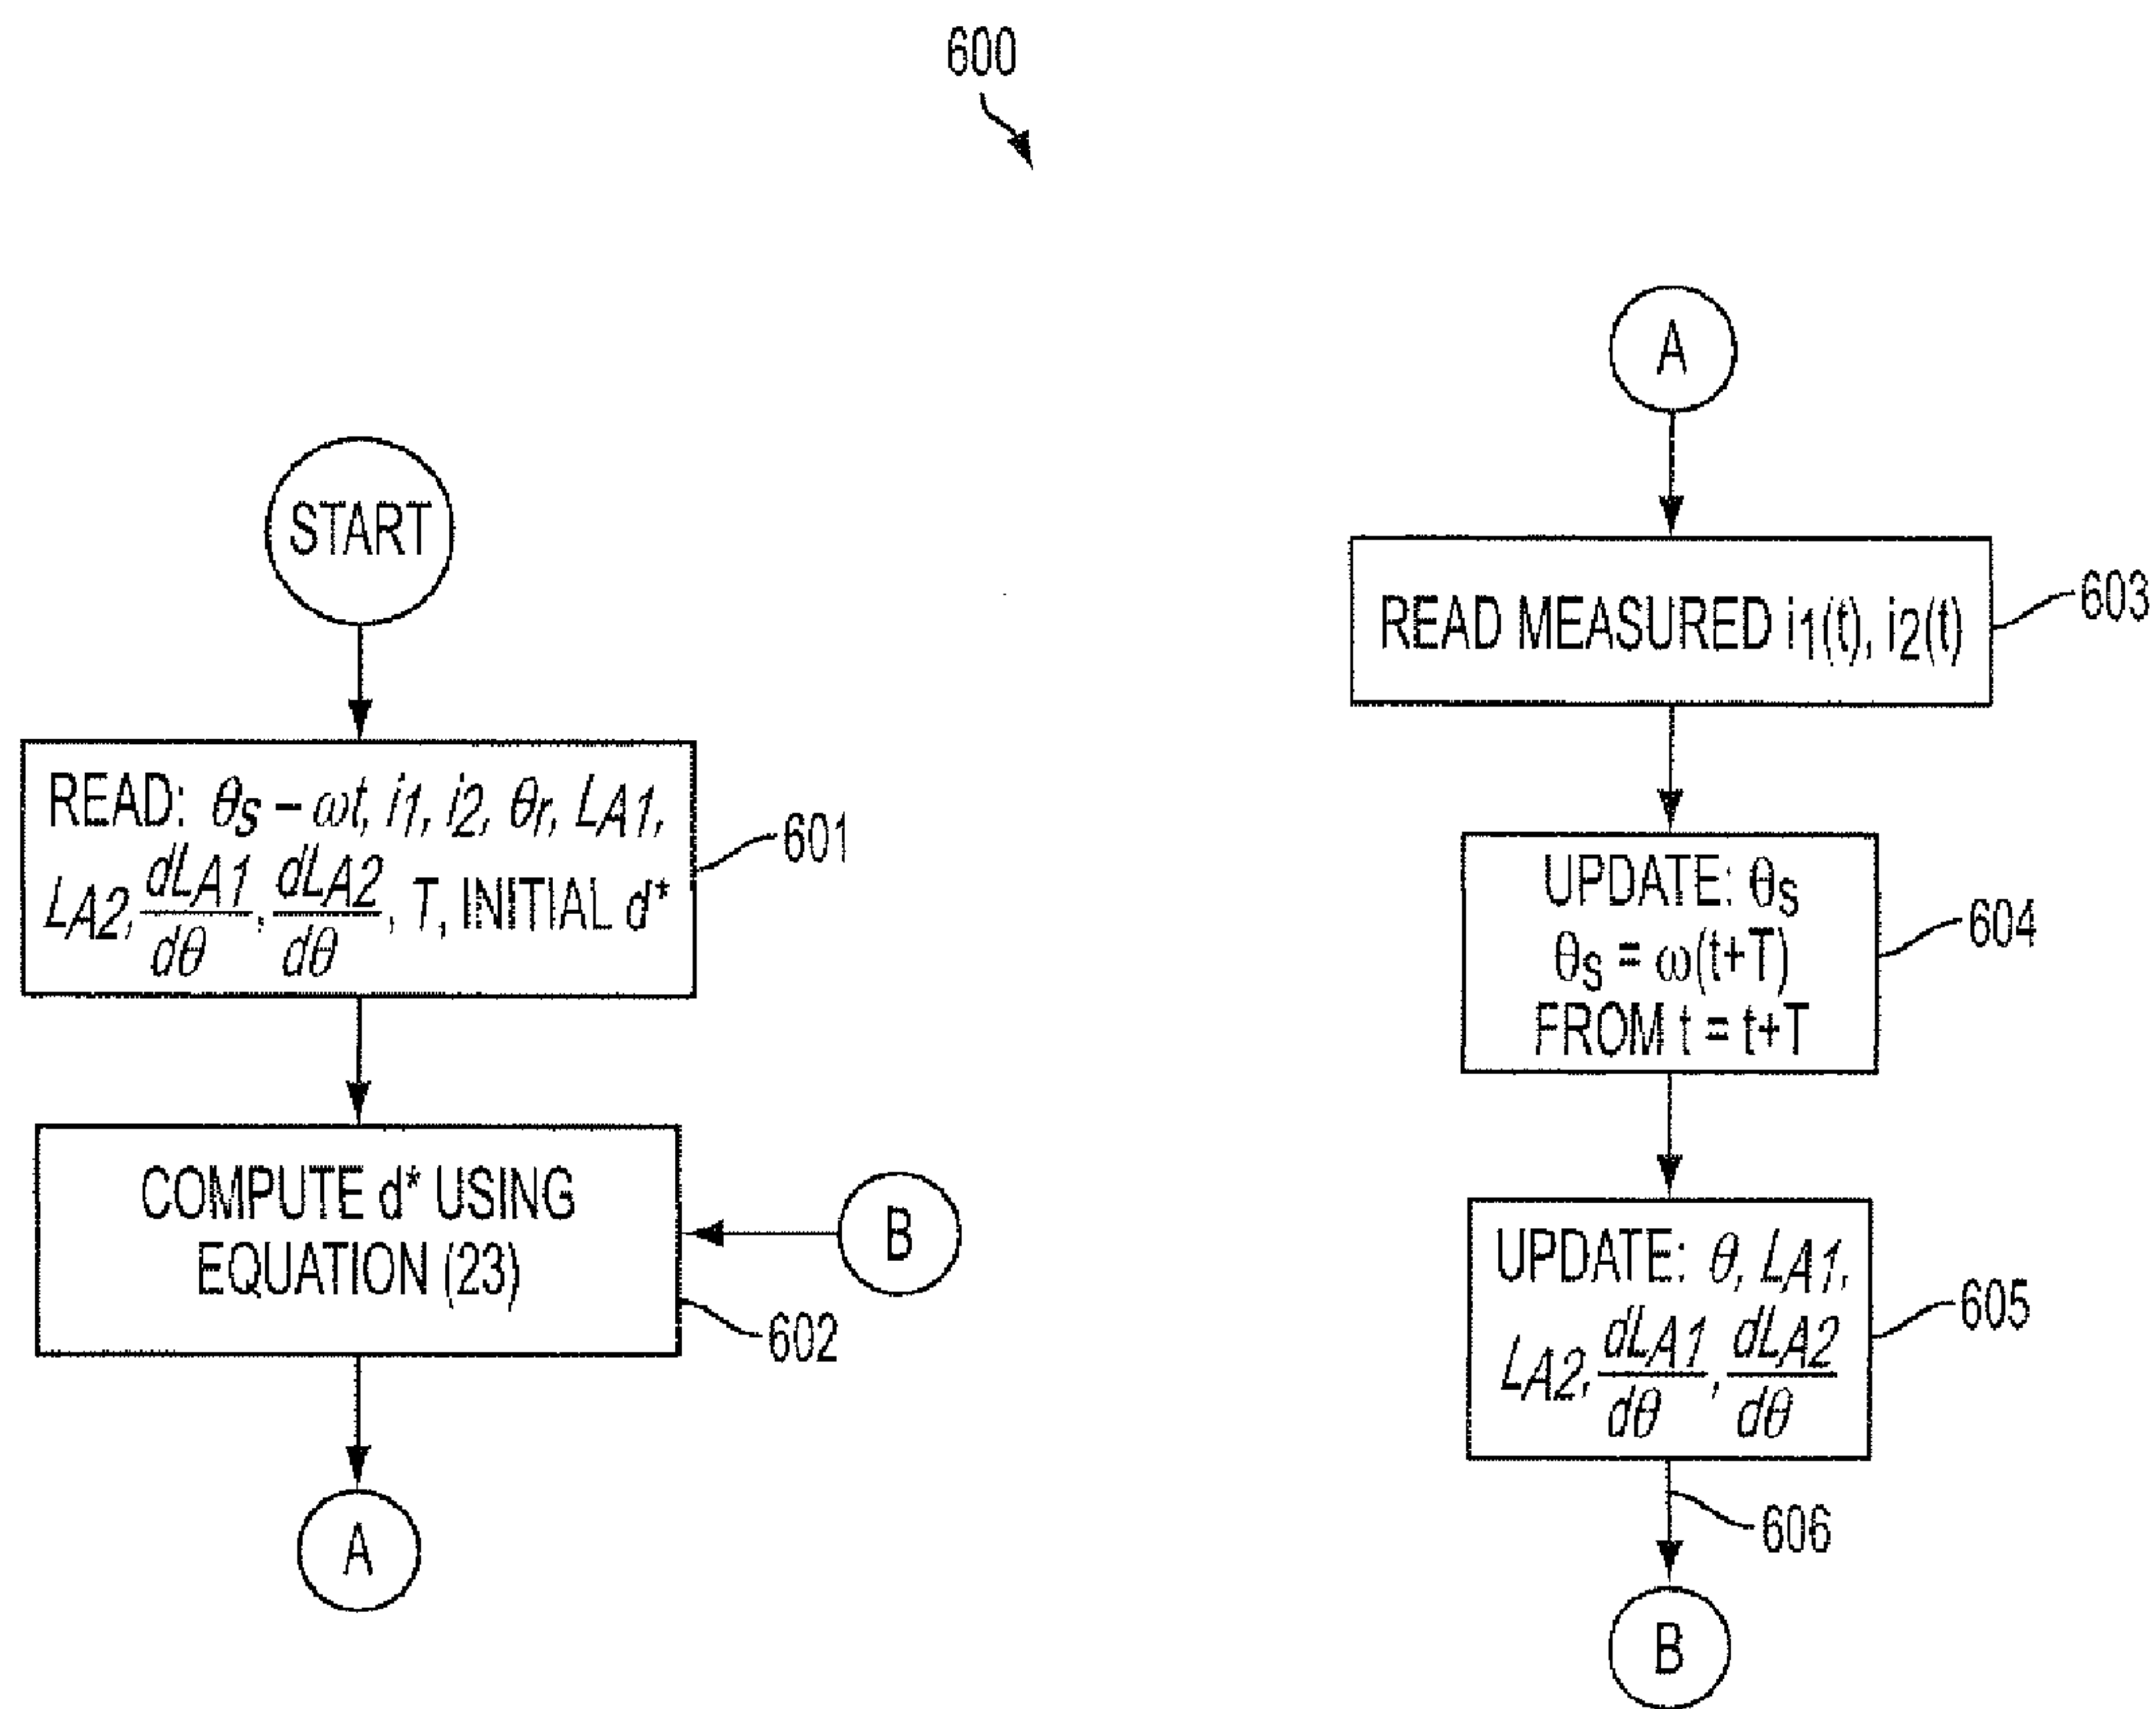 600
START
READ: θs – ωt, i1, i2, θr, LA1,
LA2, dLA1/dθ, dLA2/dθ, T, INITIAL d*
601
COMPUTE d* USING
EQUATION (23)
602
B
A
A
READ MEASURED i1(t), i2(t)
603
UPDATE: θs
θs = ω(t+T)
FROM t = t+T
604
UPDATE: θ, LA1,
LA2, dLA1/dθ, dLA2/dθ
605
606
B